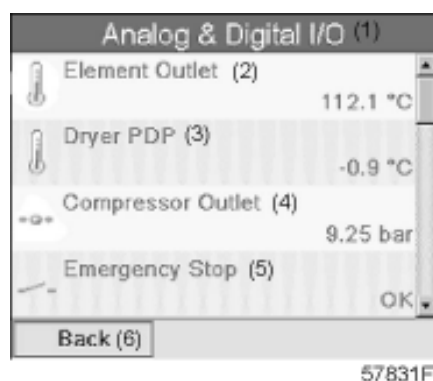 Analog & Digital I/O (1)
Element Outlet (2)
112.1 °C
Dryer PDP (3)
-0.9 °C
Compressor Outlet (4)
9.25 bar
Emergency Stop (5)
OK
Back (6)
57831F